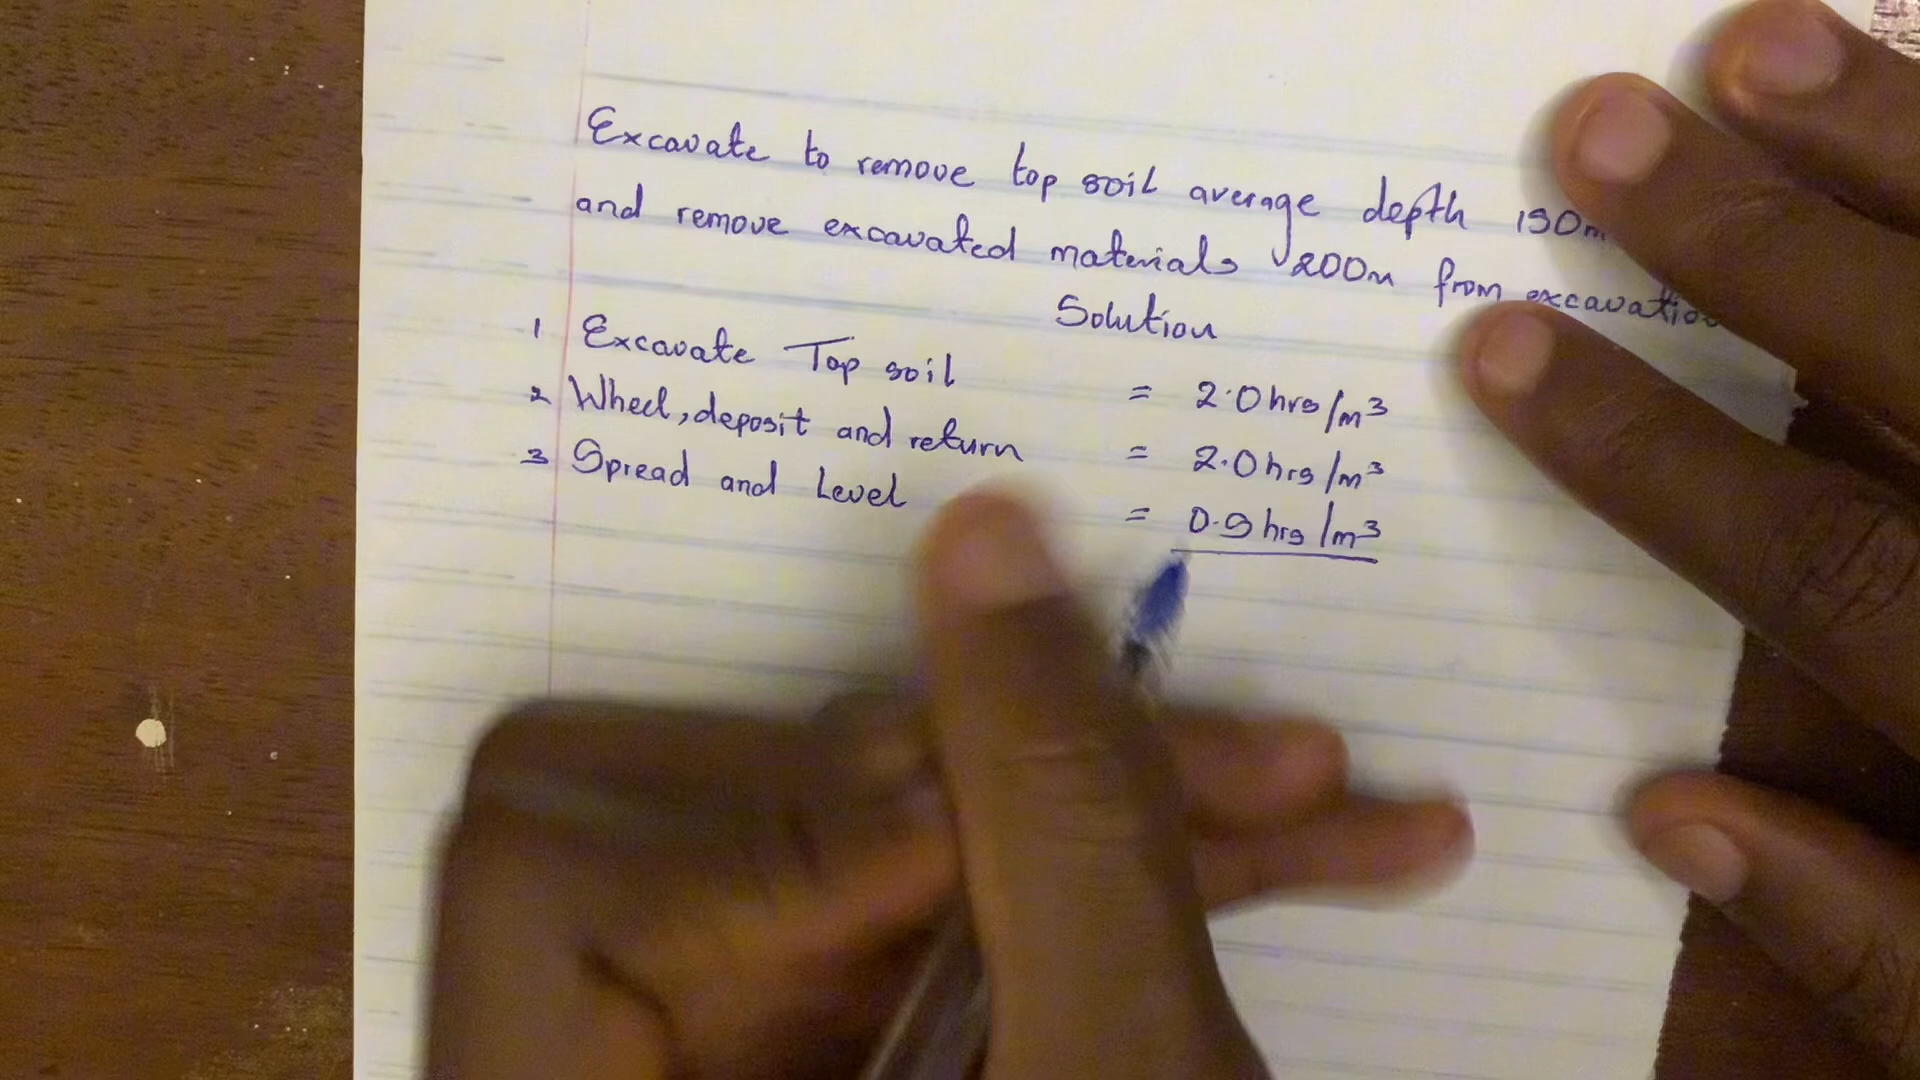 Excavate to remove top soil average depth
and remove excavated materials 200m from excavation
Solution
1 Excavate Top soil = 2.0 hrs/m³
2 Wheel, deposit and return = 2.0 hrs/m³
3 Spread and Level = 0.9 hrs/m³